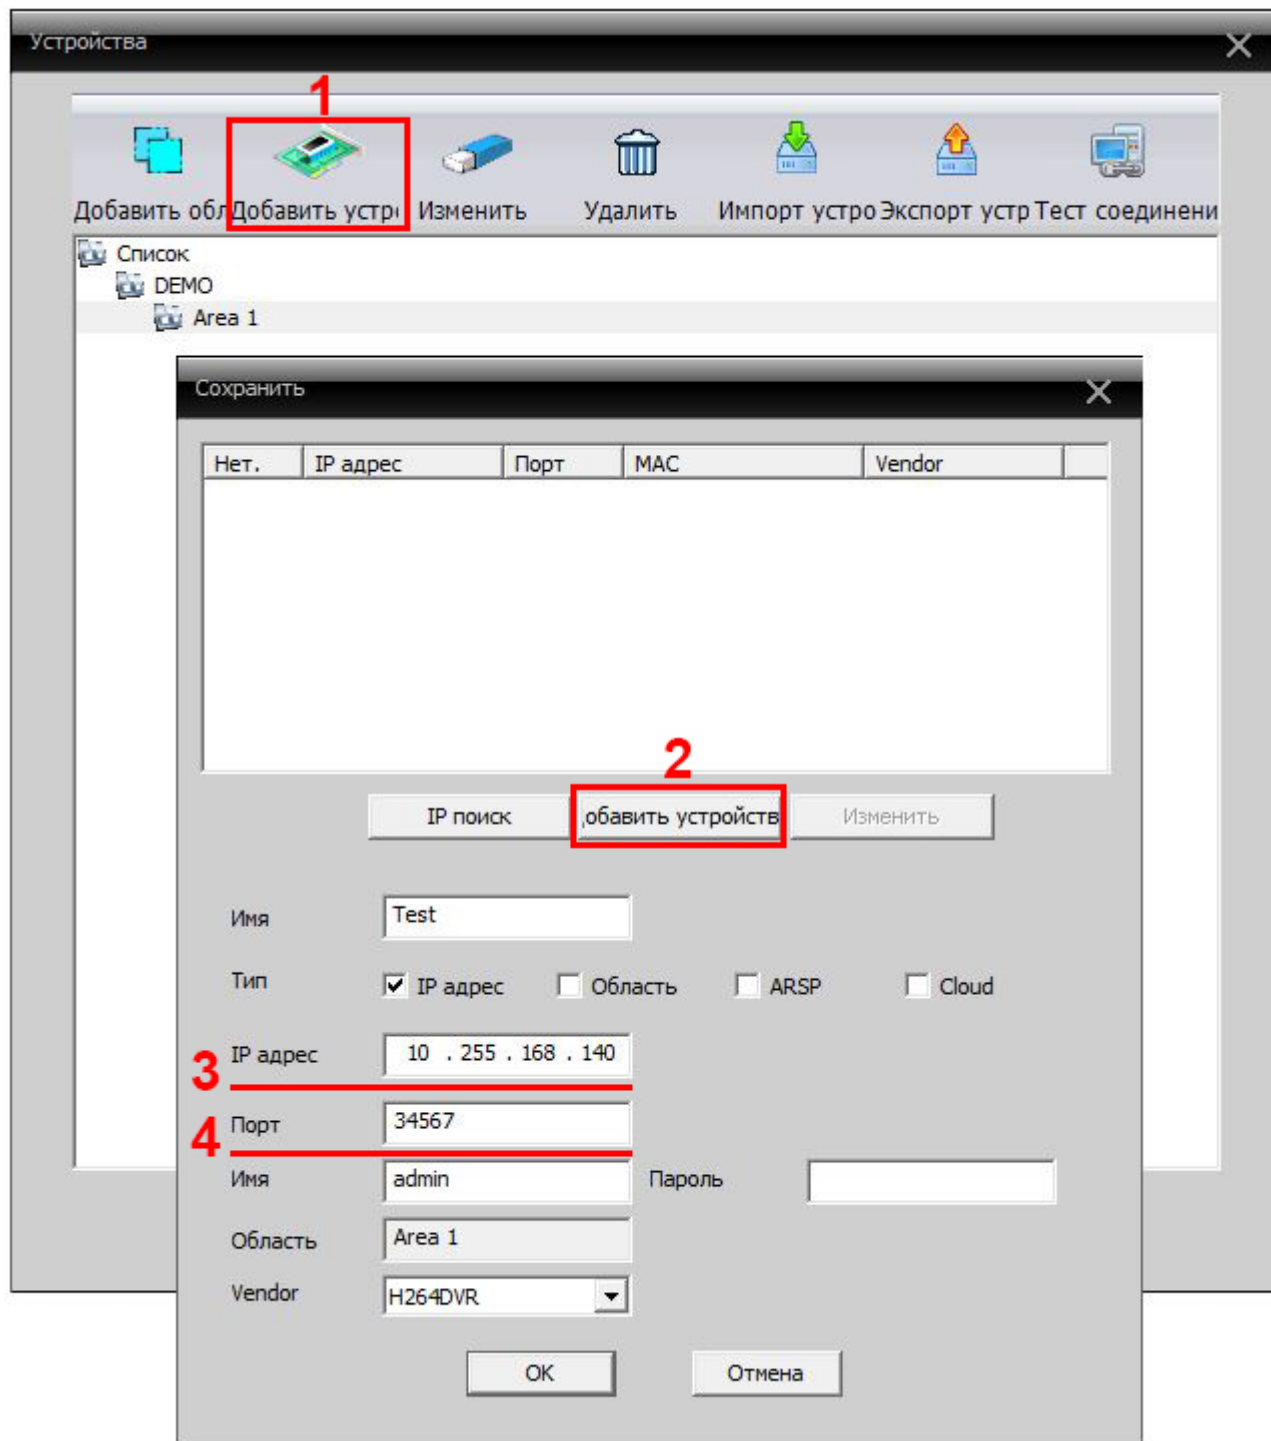 Устройства
1
Добавить обл Добавить устр Изменить Удалить Импорт устро Экспорт устр Тест соединени
Список
DEMO
Area 1
Сохранить
Нет. IP адрес Порт MAC Vendor
2
IP поиск обавить устройств Изменить
Имя Test
Тип IP адрес Область ARSP Cloud
3 IP адрес 10 . 255 . 168 . 140
4 Порт 34567
Имя admin Пароль
Область Area 1
Vendor H264DVR
OK Отмена